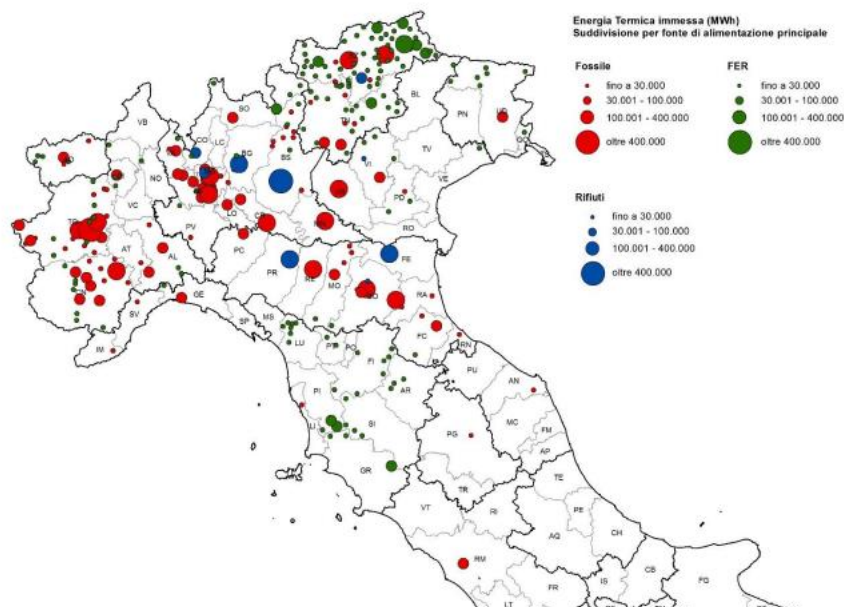 Energia Termica immessa (MWh)
Suddivisione per fonte di alimentazione principale
Fossile
fino a 30.000
30.001 - 100.000
100.001 - 400.000
oltre 400.000
FER
fino a 30.000
30.001 - 100.000
100.001 - 400.000
oltre 400.000
Rifiuti
fino a 30.000
30.001 - 100.000
100.001 - 400.000
oltre 400.000
BL
SO
PN
UD
VB
TN
CO
LC
BG
BS
VI
TV
VE
NO
VC
LO
CR
PD
RO
PV
AT
AL
PC
PR
RE
MO
FE
BO
RA
GE
SV
IM
SP
MS
LU
PT
PO
FI
FC
RN
PU
AN
PI
AR
MC
FM
AP
LI
SI
PG
GR
TR
TE
VT
RI
PE
AQ
CH
RM
FR
IS
CB
FG
LT